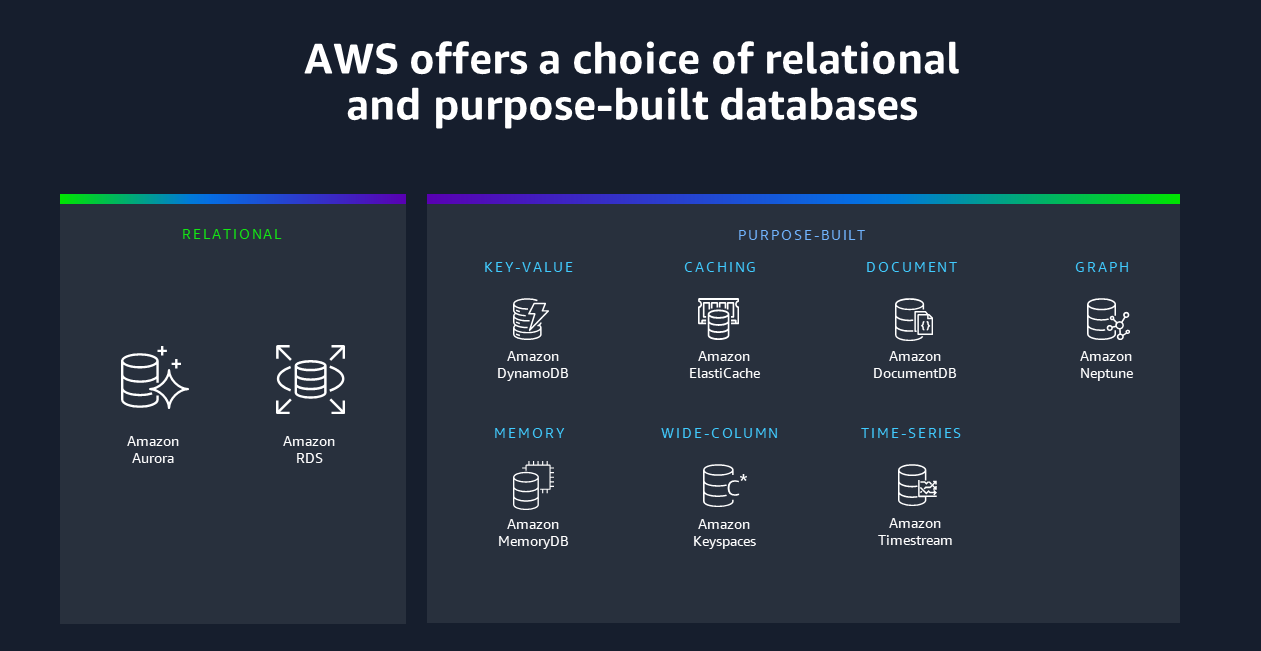 AWS offers a choice of relational
and purpose-built databases
RELATIONAL
Amazon
Aurora
Amazon
RDS
PURPOSE-BUILT
KEY-VALUE
Amazon
DynamoDB
CACHING
Amazon
ElastiCache
DOCUMENT
{}
Amazon
DocumentDB
GRAPH
Amazon
Neptune
MEMORY
Amazon
MemoryDB
WIDE-COLUMN
C*
Amazon
Keyspaces
TIME-SERIES
Amazon
Timestream